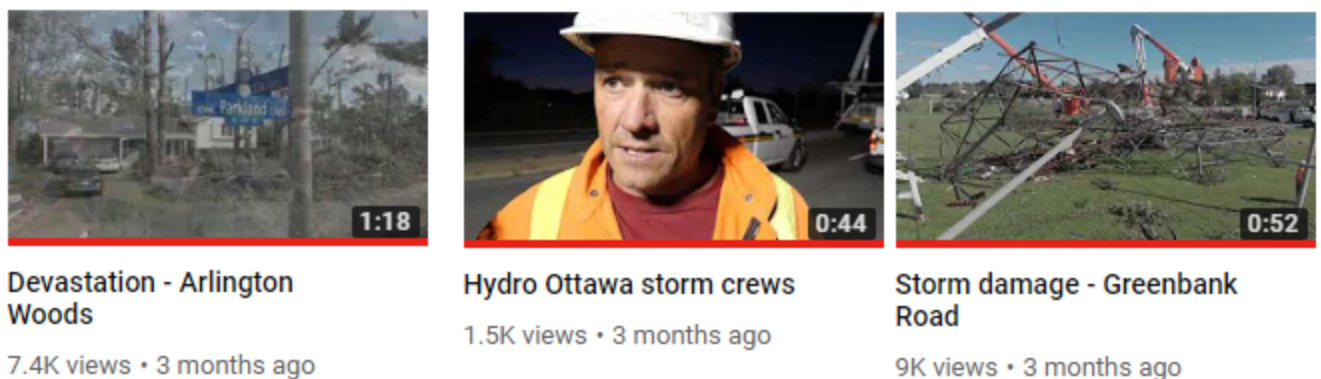 Parkland
1:18
0:44
0:52
Devastation - Arlington
Woods
7.4K views • 3 months ago
Hydro Ottawa storm crews
1.5K views • 3 months ago
Storm damage - Greenbank
Road
9K views • 3 months ago